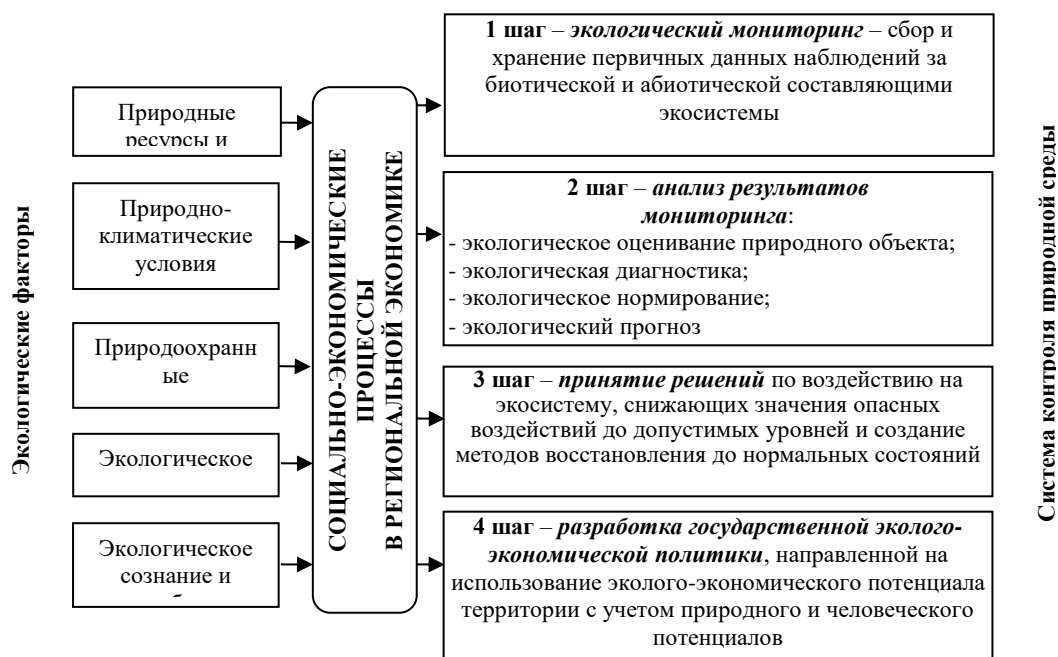 Экологические факторы
Природные
ресурсы и
Природно-
климатические
условия
Природоохранн
ые
Экологическое
Экологическое
сознание и
СОЦИАЛЬНО-ЭКОНОМИЧЕСКИЕ
ПРОЦЕССЫ
В РЕГИОНАЛЬНОЙ ЭКОНОМИКЕ
1 шаг – экологический мониторинг – сбор и
хранение первичных данных наблюдений за
биотической и абиотической составляющими
экосистемы
2 шаг – анализ результатов
мониторинга:
- экологическое оценивание природного объекта;
- экологическая диагностика;
- экологическое нормирование;
- экологический прогноз
3 шаг – принятие решений по воздействию на
экосистему, снижающих значения опасных
воздействий до допустимых уровней и создание
методов восстановления до нормальных состояний
4 шаг – разработка государственной эколого-
экономической политики, направленной на
использование эколого-экономического потенциала
территории с учетом природного и человеческого
потенциалов
Система контроля природной среды